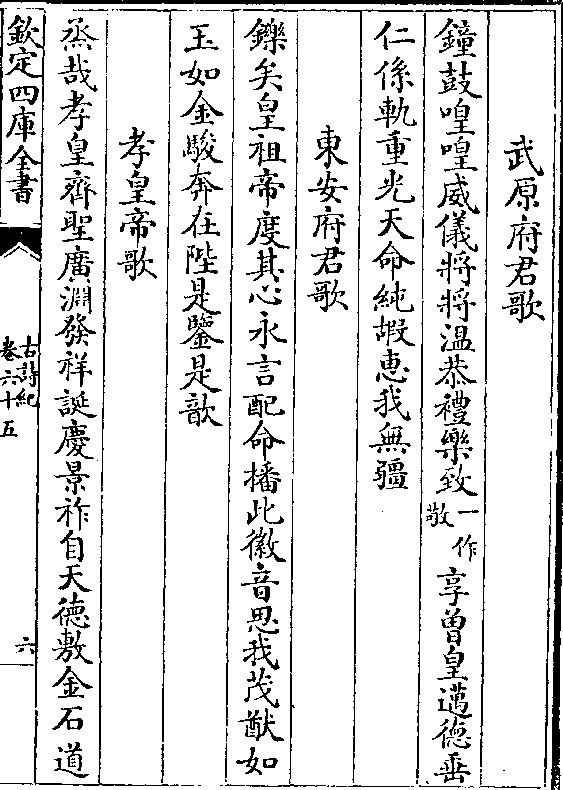 武原府君歌
鐘鼓喤喤威儀將將溫恭禮樂致一作敬享曽皇邁德垂
仁係軌重光天命純嘏惠我無疆
東安府君歌
鑠矣皇祖帝度其心永言配命播此徽音思我茂猷如
玉如金駿奔在陛是鑒是歆
孝皇帝歌
烝哉孝皇齊聖廣淵發祥誕慶景祚自天德敷金石道
欽定四庫全書
古詩紀
卷六十五
六